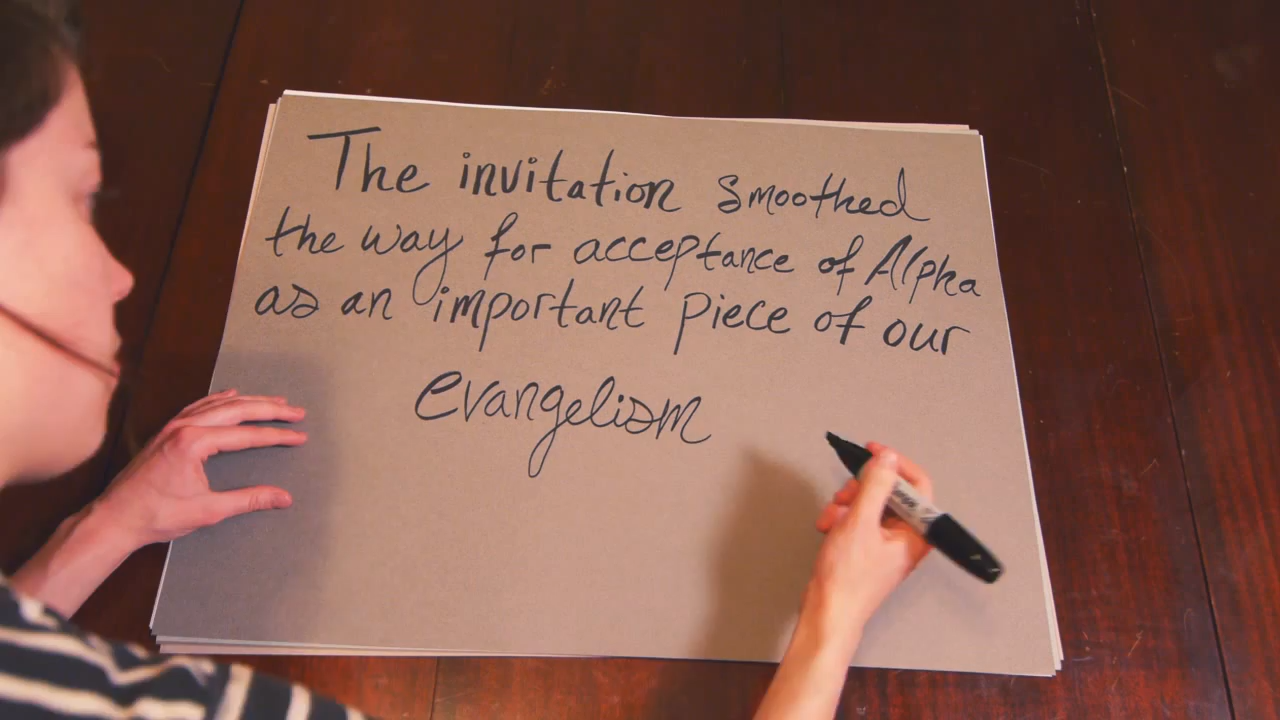 The invitation smoothed
the way for acceptance of Alpha
as an important piece of our
evangelism